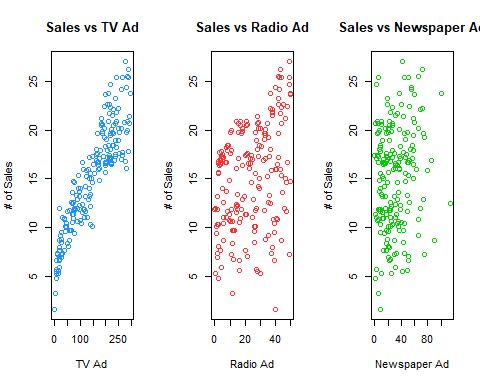 Sales vs TV Ad
# of Sales
5 10 15 20 25
0 100 250
TV Ad
Sales vs Radio Ad
# of Sales
5 10 15 20 25
0 20 40
Radio Ad
Sales vs Newspaper Ad
# of Sales
5 10 15 20 25
0 40 80
Newspaper Ad